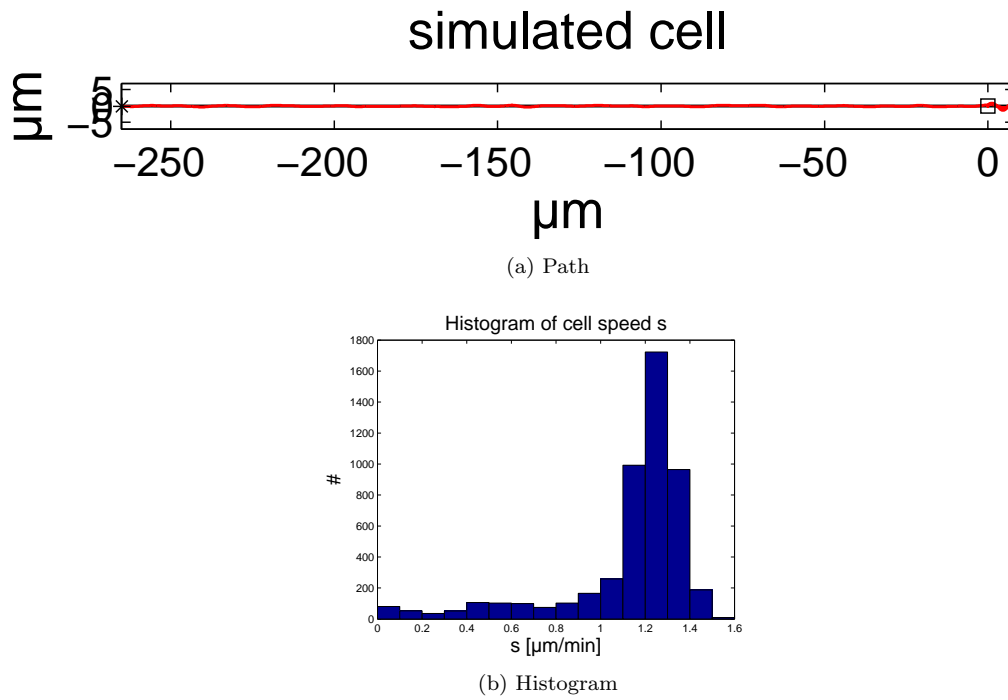 simulated cell
µm
5
0
−5
−250 −200 −150 −100 −50 0
µm
(a) Path
Histogram of cell speed s
1800
1600
1400
1200
1000
800
600
400
200
0
#
0 0.2 0.4 0.6 0.8 1 1.2 1.4 1.6
s [µm/min]
(b) Histogram